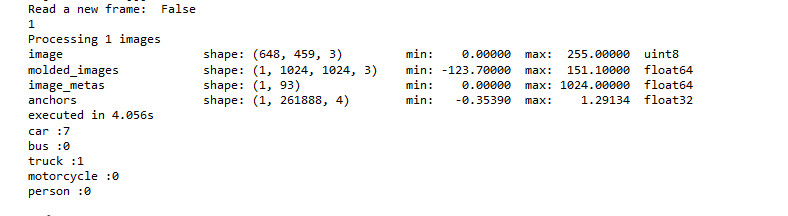 Read a new frame:  False
1
Processing 1 images
image                    shape: (648, 459, 3)         min:    0.00000  max:  255.00000  uint8
molded_images            shape: (1, 1024, 1024, 3)    min: -123.70000  max:  151.10000  float64
image_metas              shape: (1, 93)               min:    0.00000  max: 1024.00000  float64
anchors                  shape: (1, 261888, 4)        min:   -0.35390  max:    1.29134  float32
executed in 4.056s
car :7
bus :0
truck :1
motorcycle :0
person :0